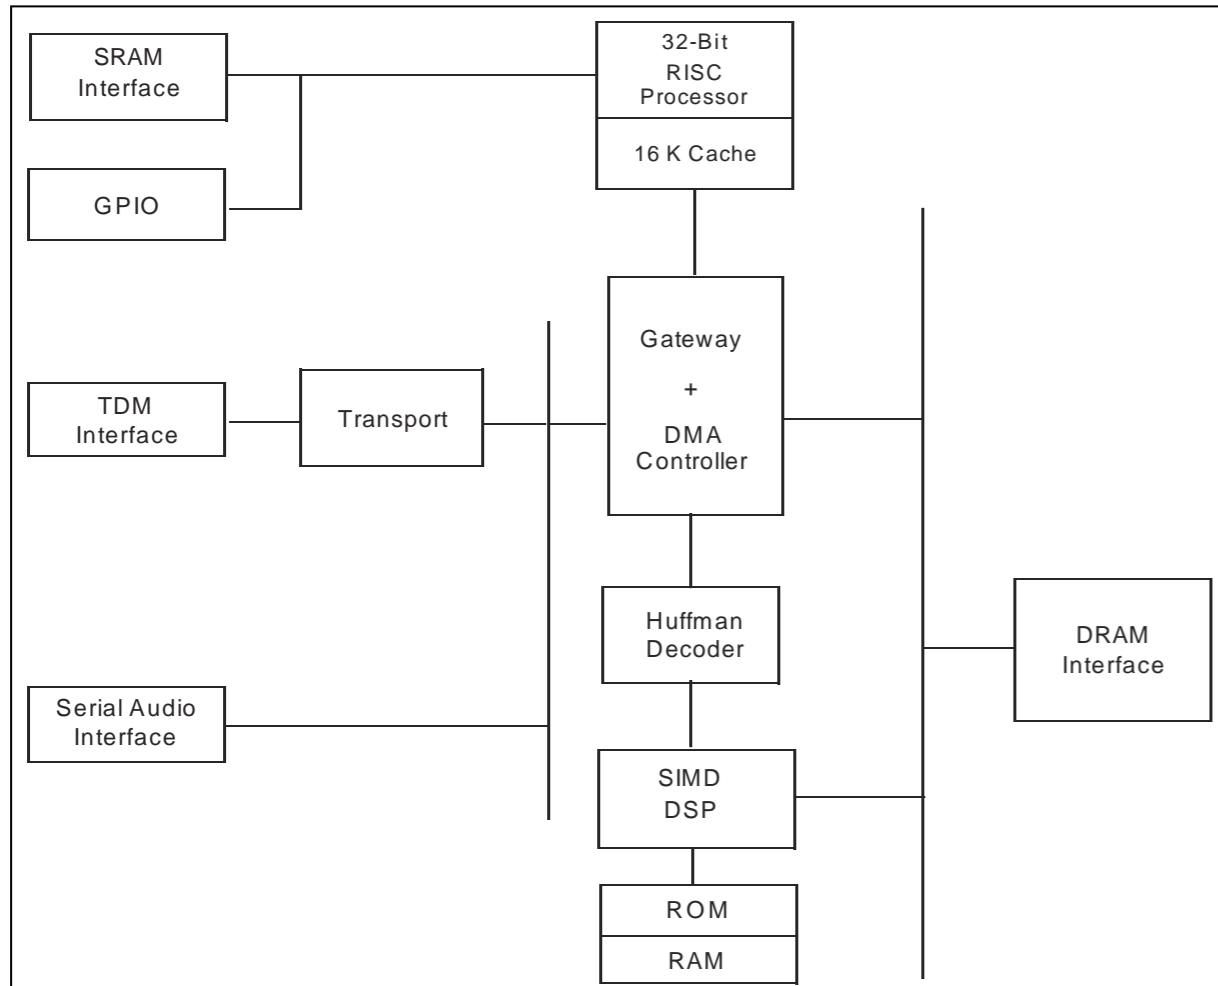 SRAM
Interface
32-Bit
RISC
Processor
16 K Cache
GPIO
Gateway
+
DMA
Controller
TDM
Interface
Transport
Huffman
Decoder
DRAM
Interface
Serial Audio
Interface
SIMD
DSP
ROM
RAM